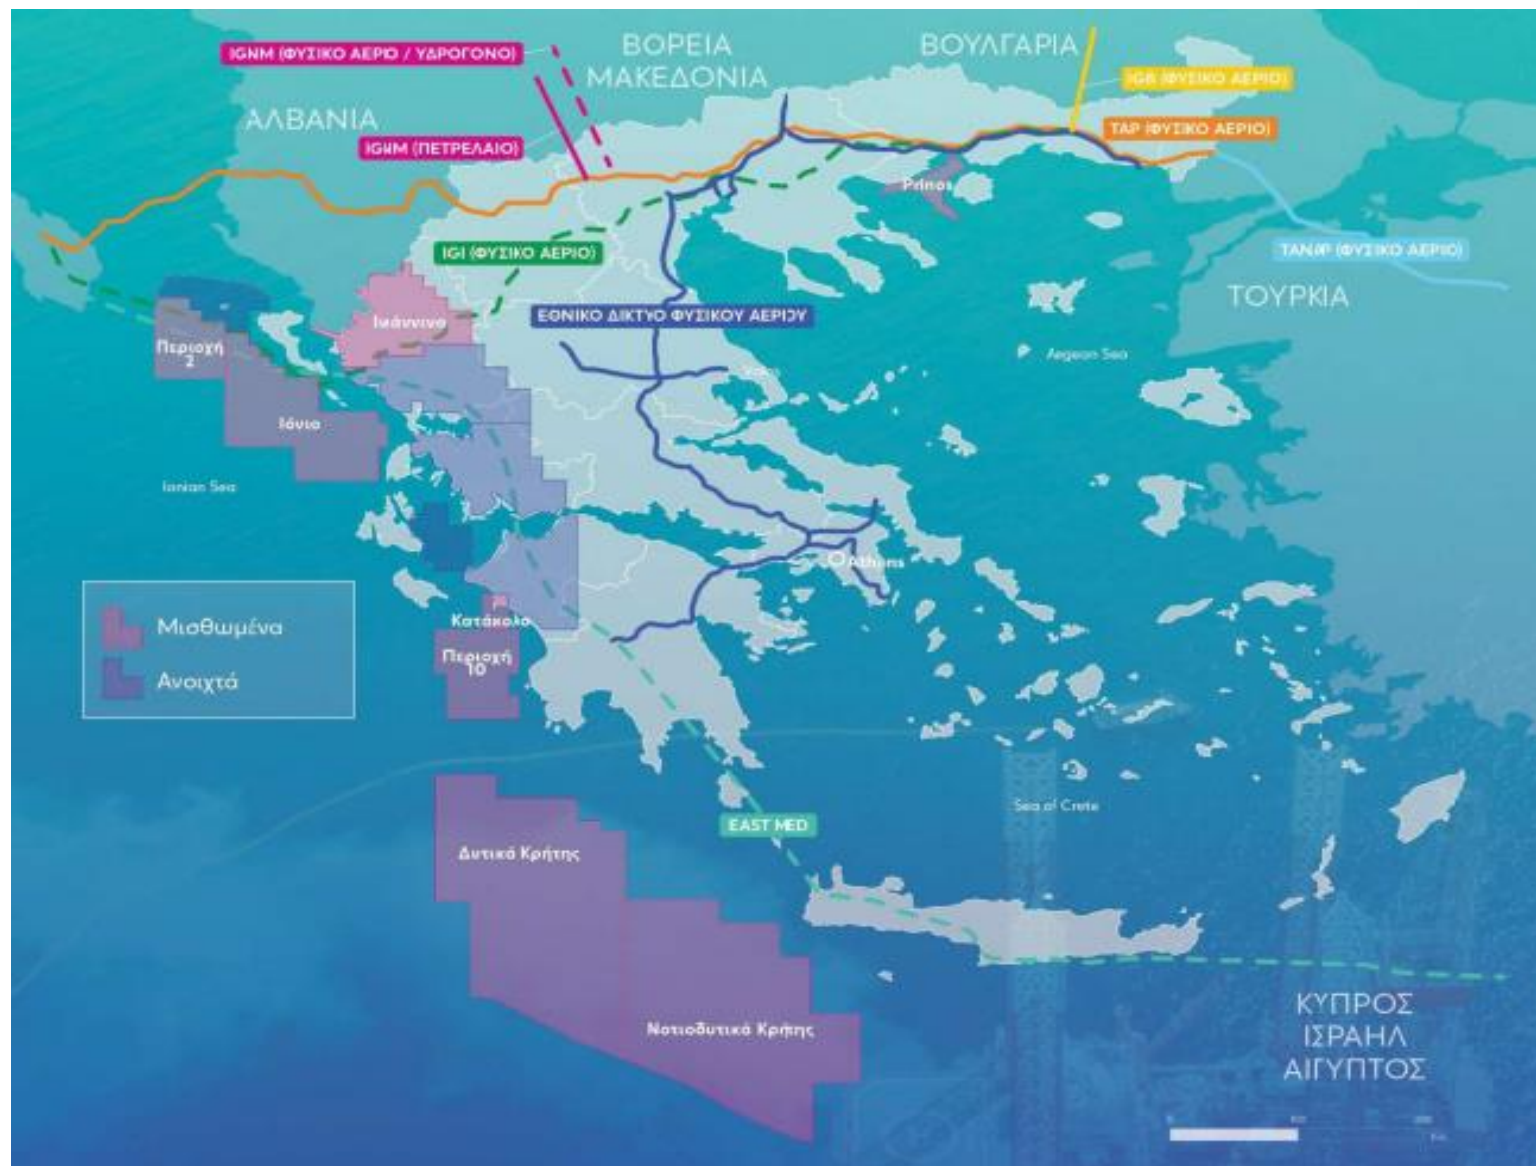 IGNM (ΦΥΣΙΚΟ ΑΕΡΙΟ / ΥΔΡΟΓΟΝΟ)
ΒΟΡΕΙΑ
ΜΑΚΕΔΟΝΙΑ
ΒΟΥΛΓΑΡΙΑ
IGB (ΦΥΣΙΚΟ ΑΕΡΙΟ)
ΑΛΒΑΝΙΑ
TAP (ΦΥΣΙΚΟ ΑΕΡΙΟ)
IGNM (ΠΕΤΡΕΛΑΙΟ)
Prinos
IGI (ΦΥΣΙΚΟ ΑΕΡΙΟ)
TANAP (ΦΥΣΙΚΟ ΑΕΡΙΟ)
ΤΟΥΡΚΙΑ
Ιωάννινα
ΕΘΝΙΚΟ ΔΙΚΤΥΟ ΦΥΣΙΚΟΥ ΑΕΡΙΟΥ
Περιοχή
2
Aegean Sea
Ιόνιο
Ionian Sea
Athens
Μισθωμένα
Ανοιχτά
Κατάκολο
Περιοχή
10
Sea of Crete
EAST MED
Δυτικά Κρήτης
Νοτιοδυτικά Κρήτης
ΚΥΠΡΟΣ
ΙΣΡΑΗΛ
ΑΙΓΥΠΤΟΣ